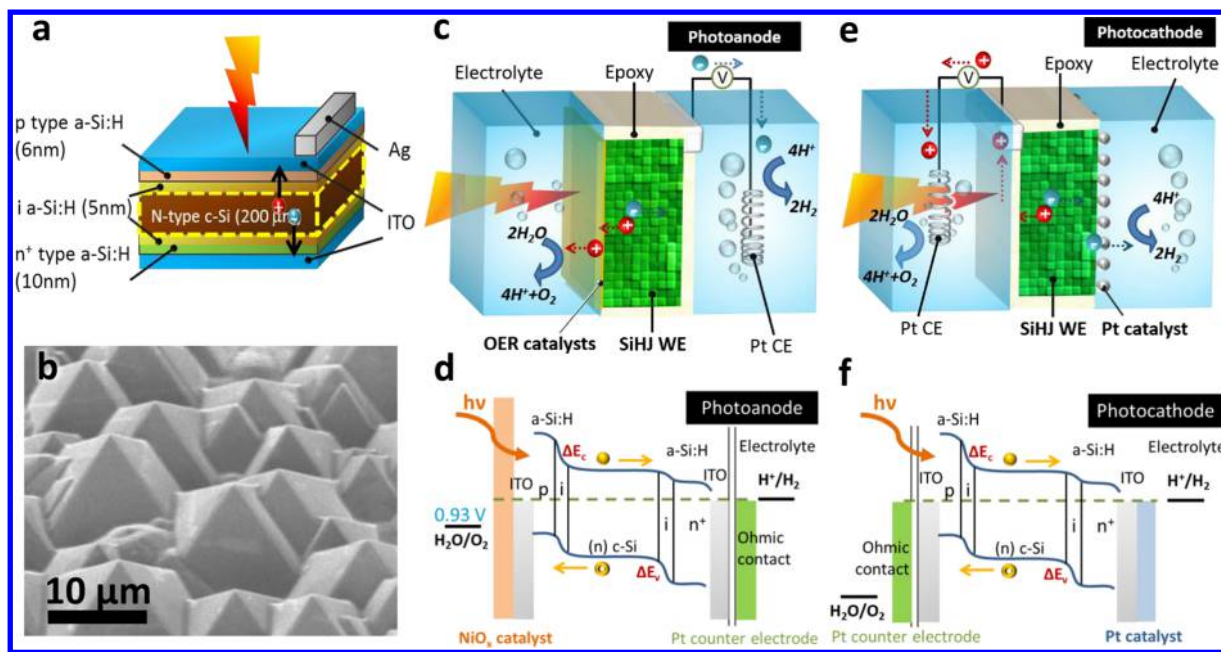 a
p type a-Si:H
(6nm)
Ag
i a-Si:H (5nm)
N-type c-Si (200 µm)
n⁺ type a-Si:H
(10nm)
ITO
b
10 µm
c
Photoanode
Electrolyte
Epoxy
V
4H⁺
2H₂
2H₂O
4H⁺+O₂
OER catalysts
SiHJ WE
Pt CE
d
Photoanode
hν
a-Si:H
ΔEc
a-Si:H
Electrolyte
ITO
p
i
ITO
H⁺/H₂
0.93 V
H₂O/O₂
i
n⁺
(n) c-Si
Ohmic
contact
ΔEv
NiOx catalyst
Pt counter electrode
e
Photocathode
V
Epoxy
Electrolyte
2H₂O
4H⁺+O₂
4H⁺
2H₂
Pt CE
SiHJ WE
Pt catalyst
f
Photocathode
hν
a-Si:H
ΔEc
a-Si:H
Electrolyte
ITO
p
i
ITO
H⁺/H₂
i
n⁺
Ohmic
contact
(n) c-Si
ΔEv
H₂O/O₂
Pt counter electrode
Pt catalyst